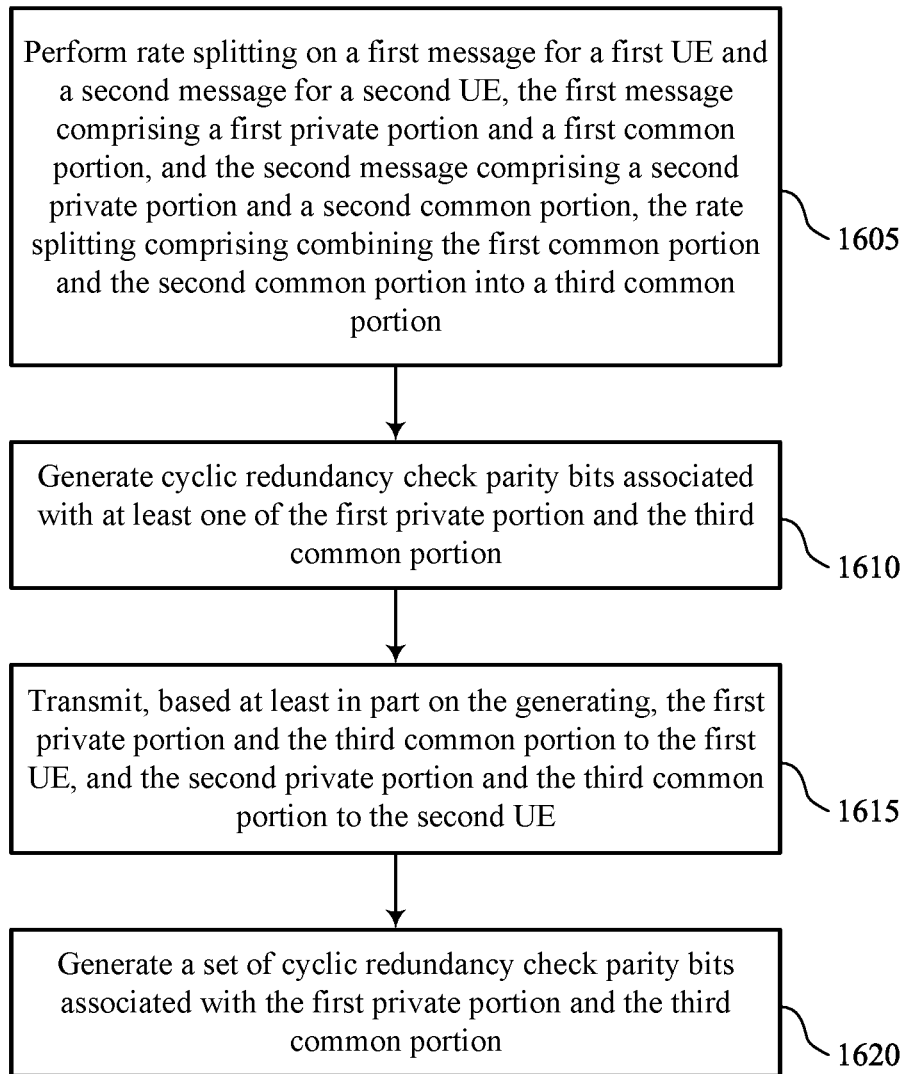 Perform rate splitting on a first message for a first UE and
a second message for a second UE, the first message
comprising a first private portion and a first common
portion, and the second message comprising a second
private portion and a second common portion, the rate
splitting comprising combining the first common portion
and the second common portion into a third common
portion
1605
Generate cyclic redundancy check parity bits associated
with at least one of the first private portion and the third
common portion
1610
Transmit, based at least in part on the generating, the first
private portion and the third common portion to the first
UE, and the second private portion and the third common
portion to the second UE
1615
Generate a set of cyclic redundancy check parity bits
associated with the first private portion and the third
common portion
1620